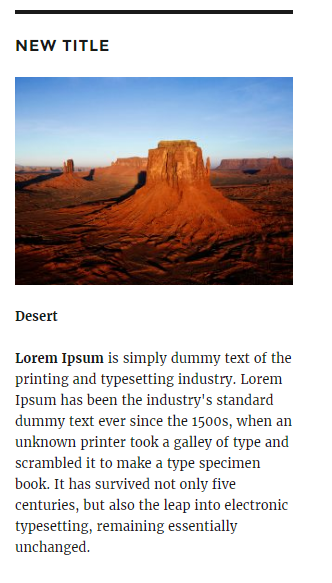 NEW TITLE
Desert
Lorem Ipsum is simply dummy text of the
printing and typesetting industry. Lorem
Ipsum has been the industry's standard
dummy text ever since the 1500s, when an
unknown printer took a galley of type and
scrambled it to make a type specimen
book. It has survived not only five
centuries, but also the leap into electronic
typesetting, remaining essentially
unchanged.